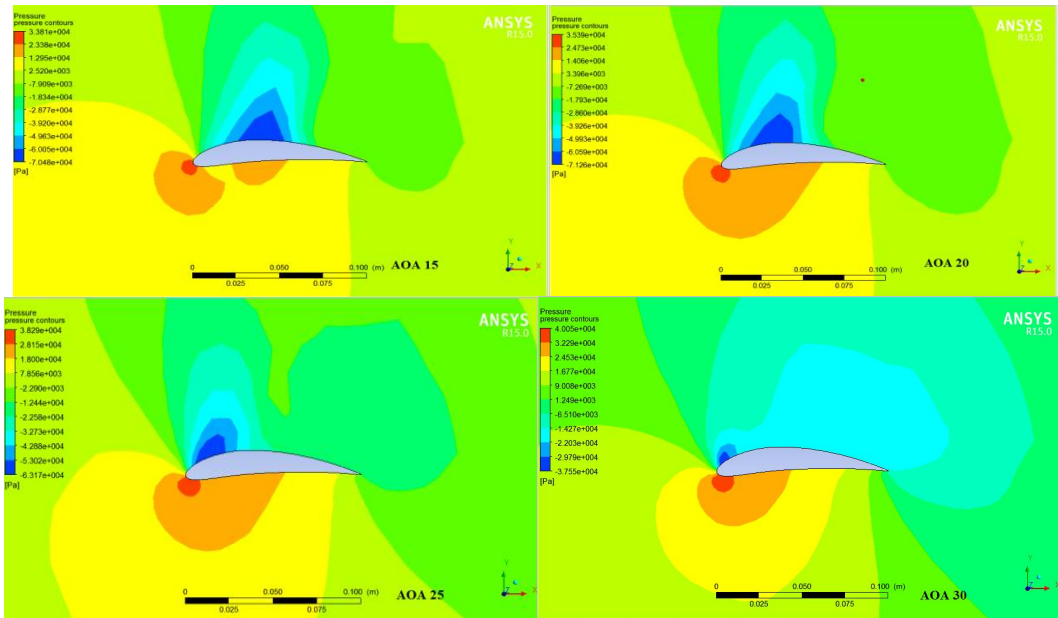 Pressure
pressure contours
3.381e+004
2.338e+004
1.295e+004
2.520e+003
-7.909e+003
-1.834e+004
-2.877e+004
-3.920e+004
-4.963e+004
-6.005e+004
-7.048e+004
[Pa]
ANSYS
R15.0
0 0.050 0.100 (m)
0.025 0.075
AOA 15
Y
X
Z
Pressure
pressure contours
3.539e+004
2.473e+004
1.406e+004
3.396e+003
-7.269e+003
-1.793e+004
-2.860e+004
-3.926e+004
-4.993e+004
-6.059e+004
-7.126e+004
[Pa]
ANSYS
R15.0
0 0.050 0.100 (m)
0.025 0.075
AOA 20
Y
X
Z
Pressure
pressure contours
3.829e+004
2.815e+004
1.800e+004
7.856e+003
-2.290e+003
-1.244e+004
-2.258e+004
-3.273e+004
-4.288e+004
-5.302e+004
-6.317e+004
[Pa]
ANSYS
R15.0
0 0.050 0.100 (m)
0.025 0.075
AOA 25
Y
X
Z
Pressure
pressure contours
4.005e+004
3.229e+004
2.453e+004
1.677e+004
9.008e+003
1.249e+003
-6.510e+003
-1.427e+004
-2.203e+004
-2.979e+004
-3.755e+004
[Pa]
ANSYS
R15.0
0 0.050 0.100 (m)
0.025 0.075
AOA 30
Y
X
Z